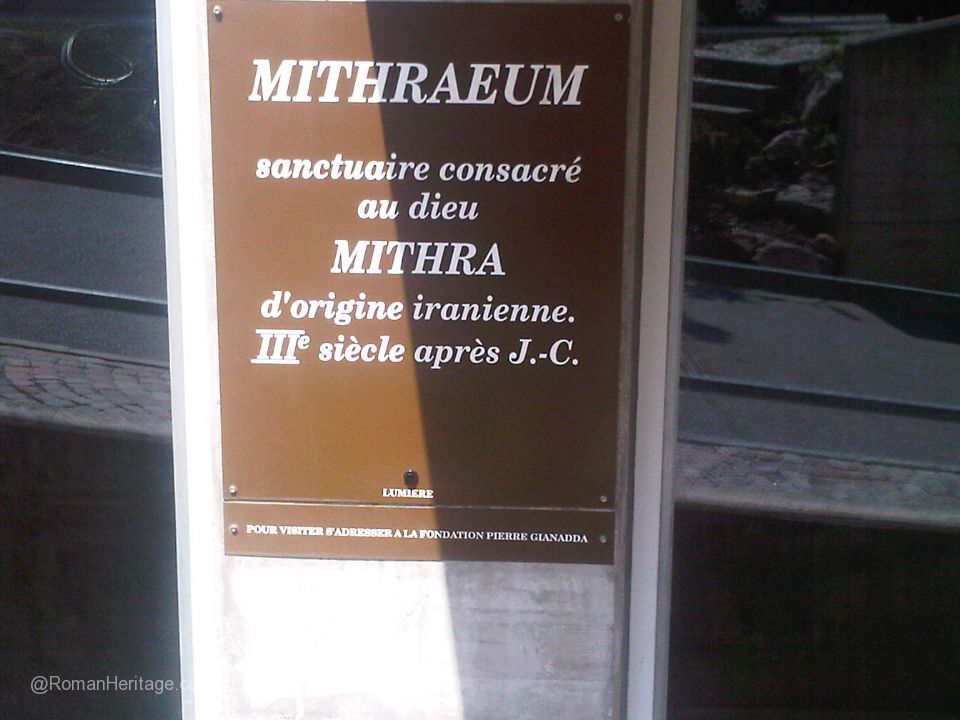 MITHRAEUM
sanctuaire consacré
au dieu
MITHRA
d'origine iranienne.
IIIe siècle après J.-C.
LUMIERE
POUR VISITER S'ADRESSER A LA FONDATION PIERRE GIANADDA
@RomanHeritage.co